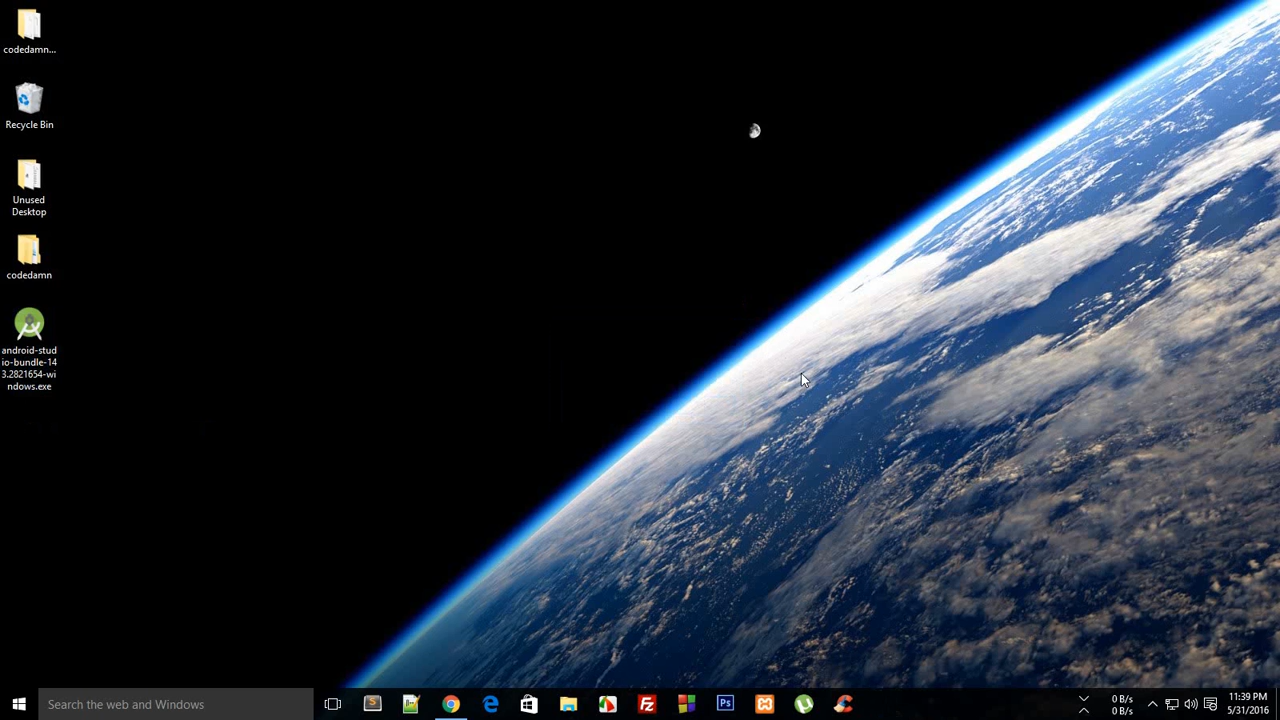 codedamn...
Recycle Bin
Unused
Desktop
codedamn
android-stud
io-bundle-14
3.2821654-wi
ndows.exe
Search the web and Windows
Ps
0 B/s
0 B/s
11:39 PM
5/31/2016